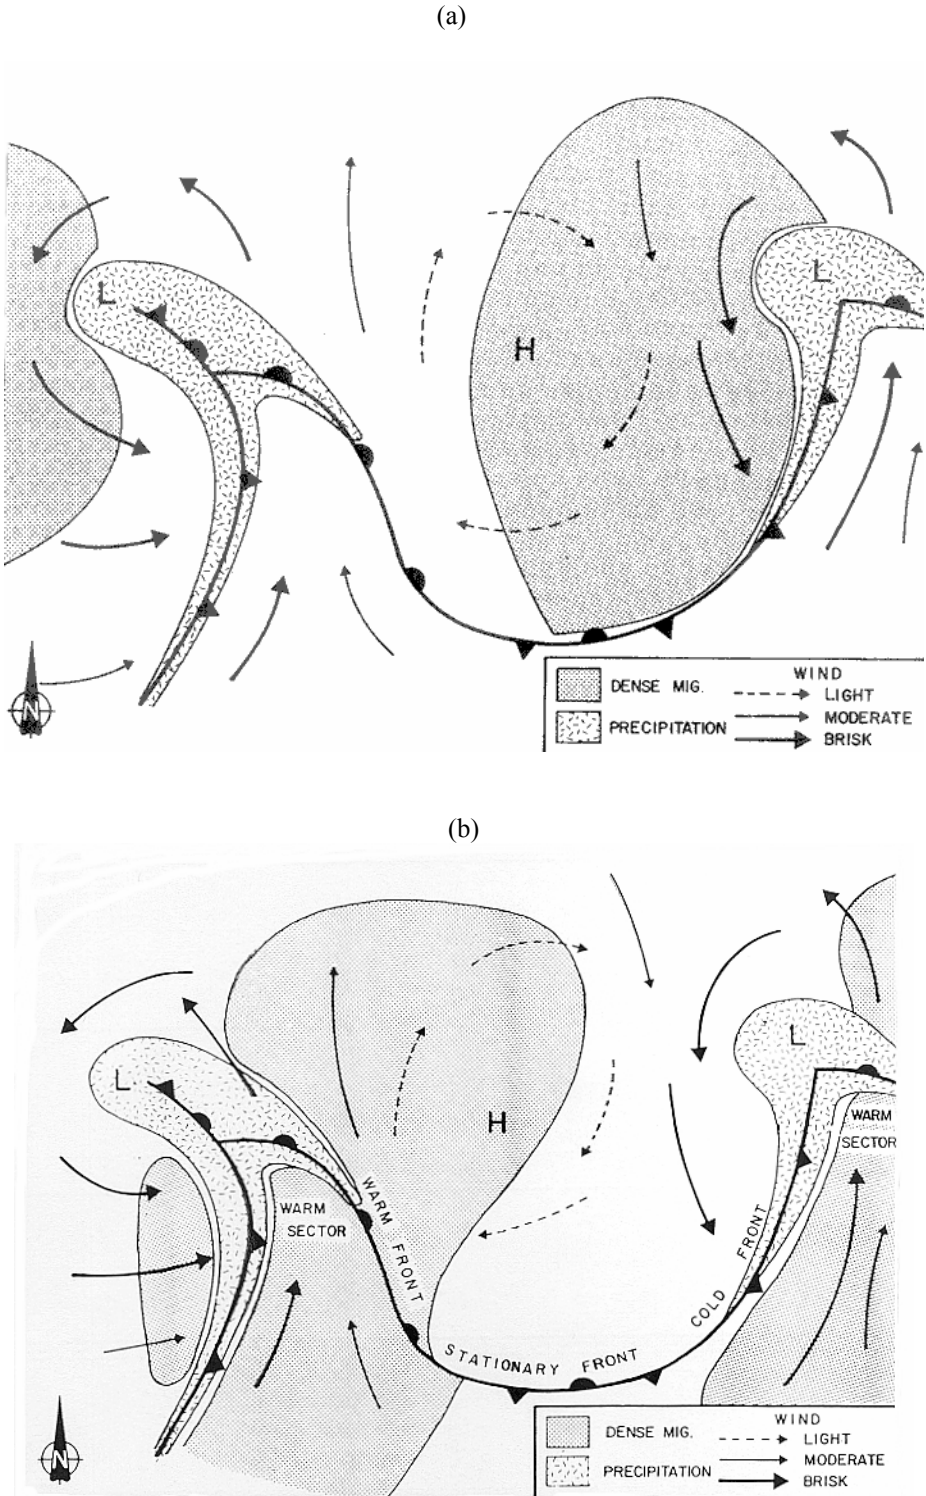 (a)
L
L
H
N
WIND
DENSE MIG.
LIGHT
PRECIPITATION
MODERATE
BRISK
(b)
L
L
H
WARM
SECTOR
WARM
SECTOR
WARM FRONT
COLD FRONT
STATIONARY FRONT
N
WIND
DENSE MIG.
LIGHT
PRECIPITATION
MODERATE
BRISK